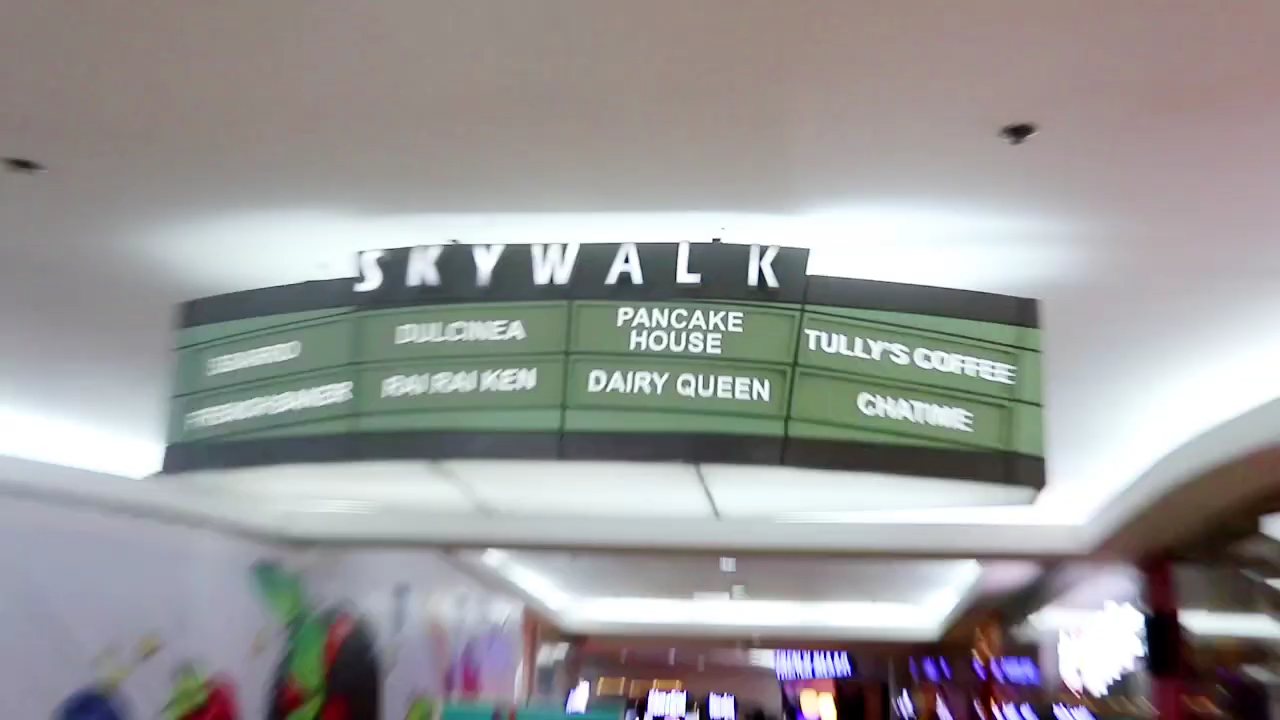 SKYWALK
DULCINEA
PANCAKE
HOUSE
TULLY'S COFFEE
RAI RAI KEN
DAIRY QUEEN
CHATIME